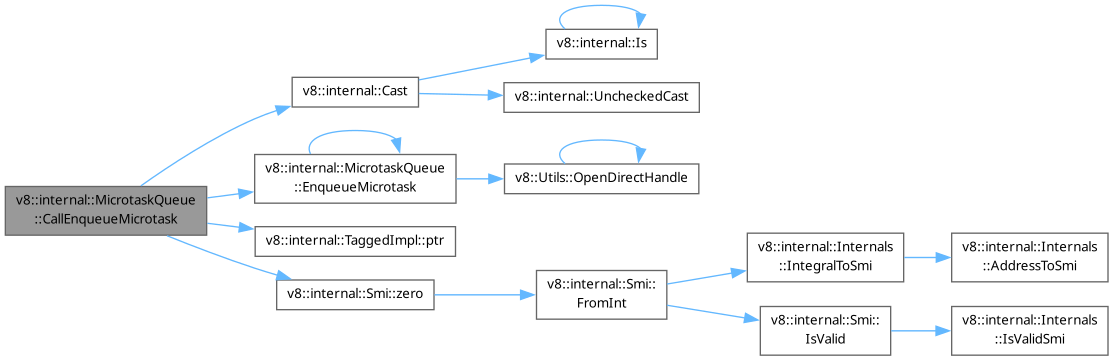 v8::internal::MicrotaskQueue
::CallEnqueueMicrotask
v8::internal::Cast
v8::internal::Is
v8::internal::UncheckedCast
v8::internal::MicrotaskQueue
::EnqueueMicrotask
v8::Utils::OpenDirectHandle
v8::internal::TaggedImpl::ptr
v8::internal::Smi::zero
v8::internal::Smi::
FromInt
v8::internal::Internals
::IntegralToSmi
v8::internal::Internals
::AddressToSmi
v8::internal::Smi::
IsValid
v8::internal::Internals
::IsValidSmi